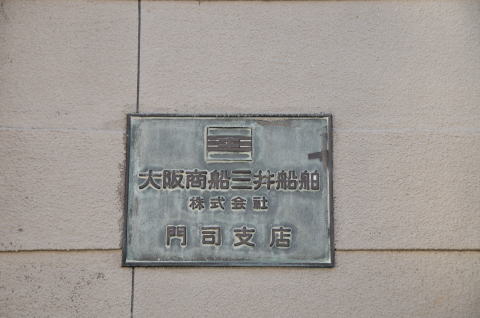 大阪商船三井船舶
株式会社
門司支店